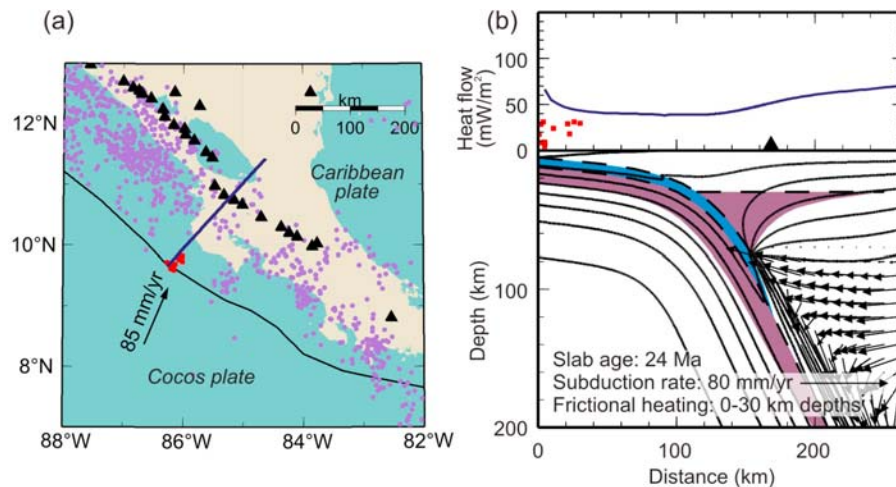 (a)
12°N
10°N
8°N
88°W
86°W
84°W
82°W
km
0
100
200
Caribbean
plate
85 mm/yr
Cocos plate
(b)
Heat flow
(mW/m²)
100
50
0
Depth (km)
100
200
Slab age: 24 Ma
Subduction rate: 80 mm/yr
Frictional heating: 0-30 km depths
0
100
200
Distance (km)